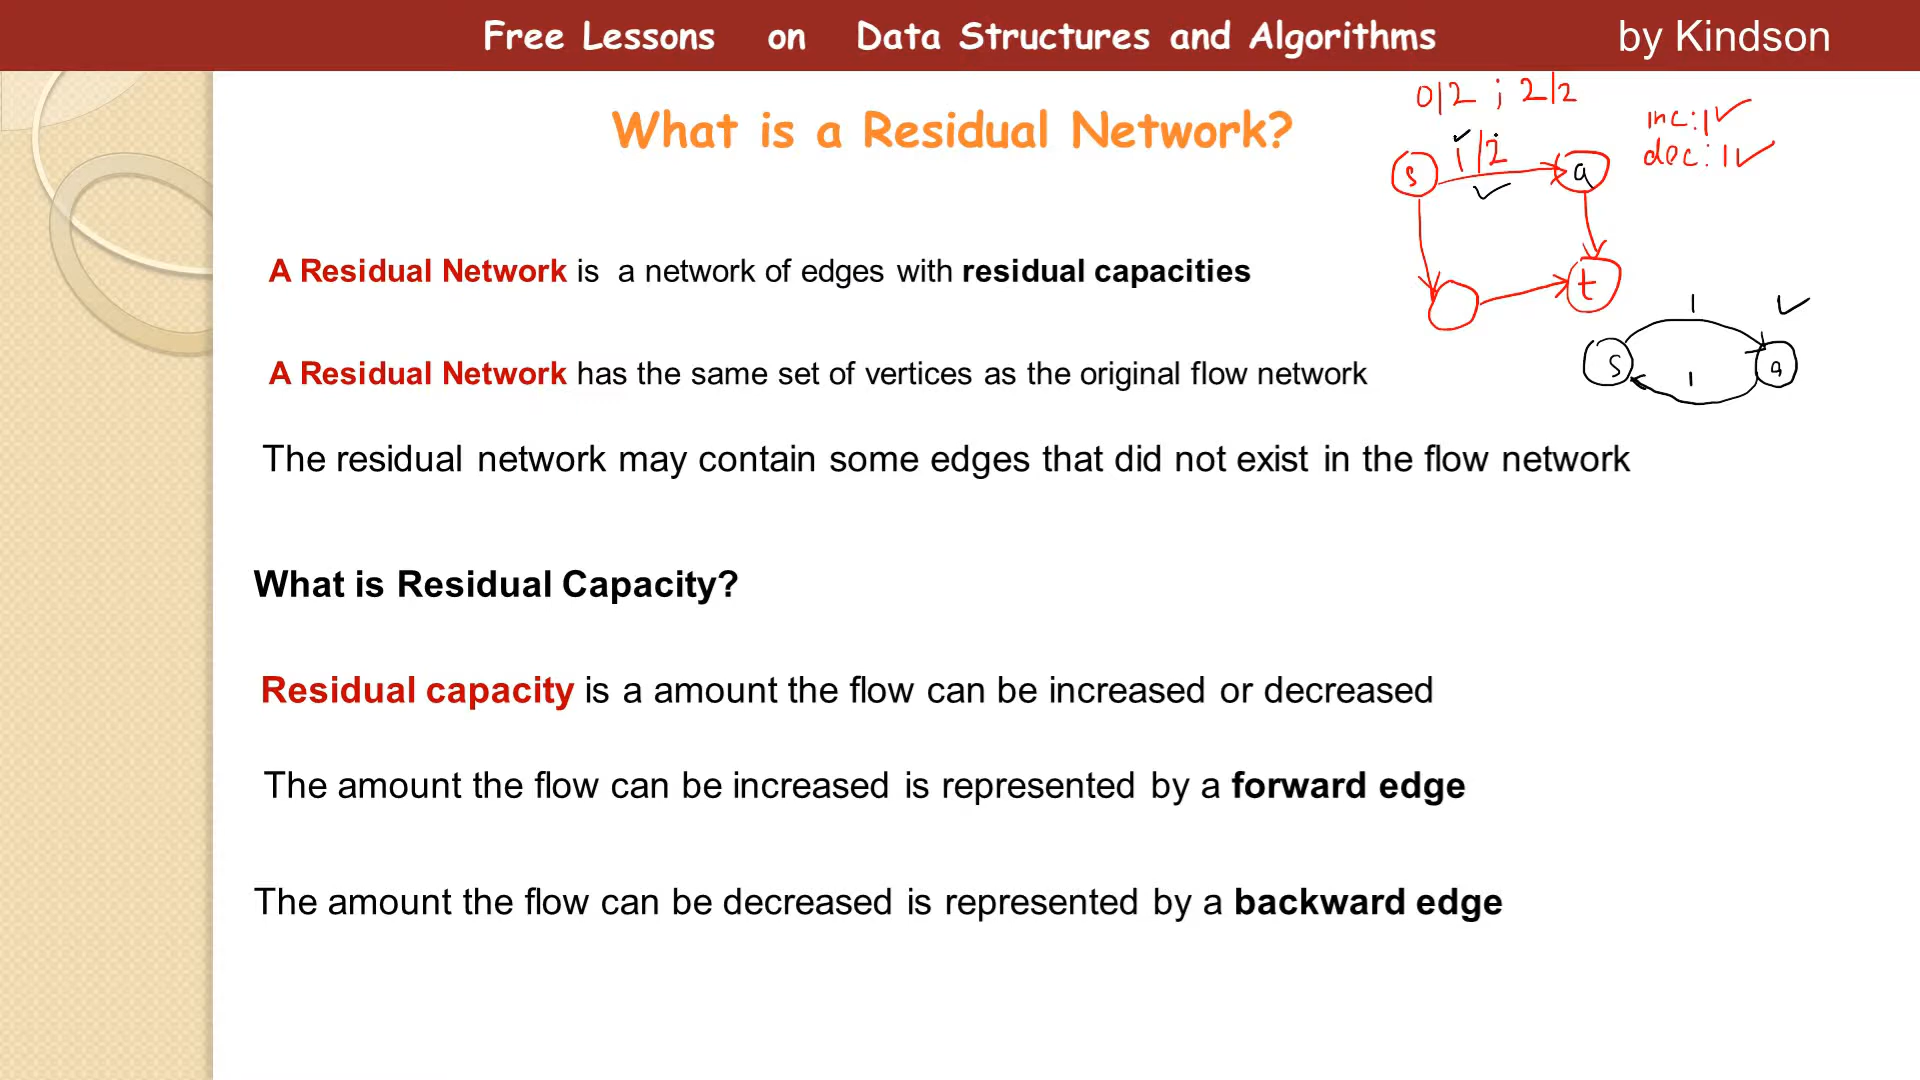 Free Lessons on Data Structures and Algorithms by Kindson
0|2 ; 2|2
What is a Residual Network?
inc:1
dec:1
1|2
s a
A Residual Network is a network of edges with residual capacities
t
1
A Residual Network has the same set of vertices as the original flow network
S a
1
The residual network may contain some edges that did not exist in the flow network
What is Residual Capacity?
Residual capacity is a amount the flow can be increased or decreased
The amount the flow can be increased is represented by a forward edge
The amount the flow can be decreased is represented by a backward edge